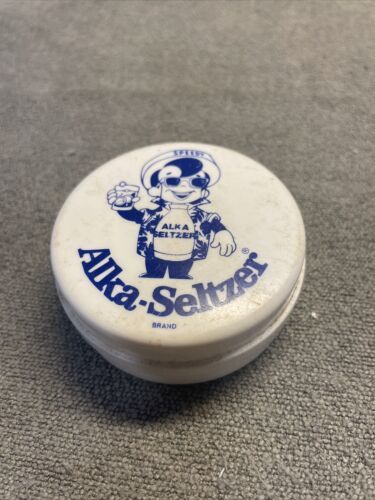 SPEEDY
ALKA
SELTZER
Alka-Seltzer®
BRAND